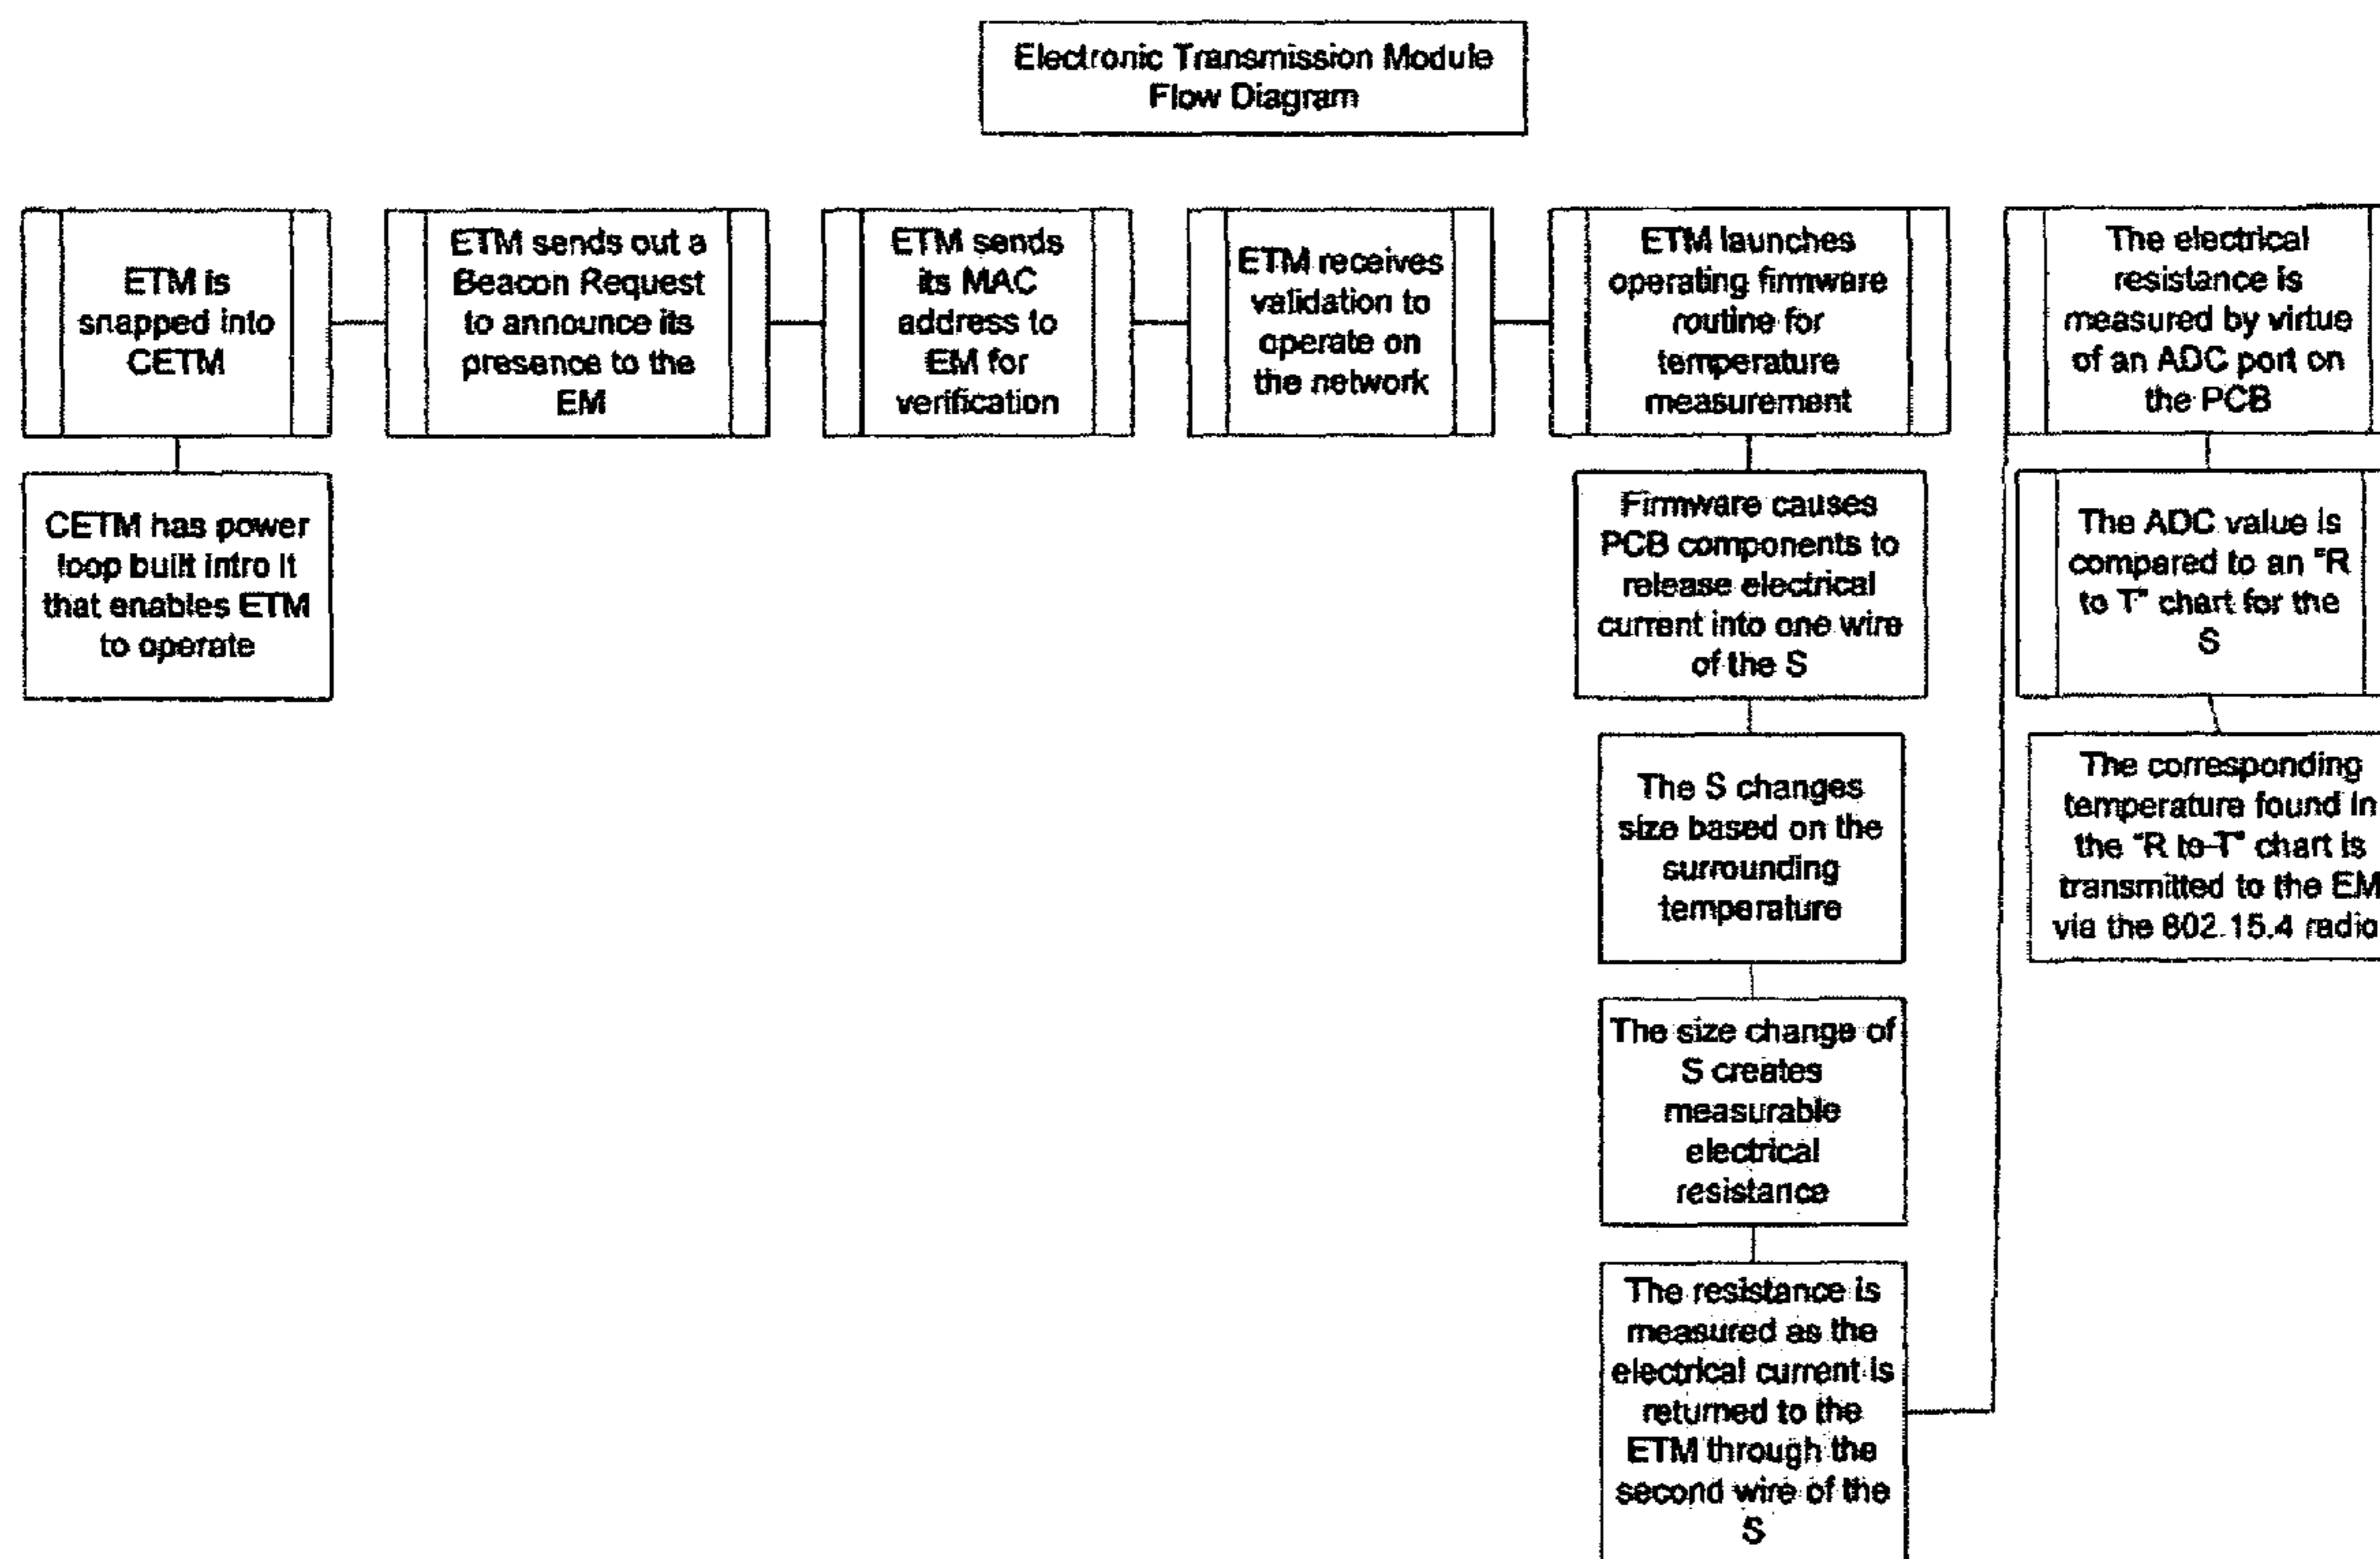 Electronic Transmission Module
Flow Diagram
ETM is
snapped into
CETM
CETM has power
loop built intro it
that enables ETM
to operate
ETM sends out a
Beacon Request
to announce its
presence to the
EM
ETM sends
its MAC
address to
EM for
verification
ETM receives
validation to
operate on
the network
ETM launches
operating firmware
routine for
temperature
measurement
Firmware causes
PCB components to
release electrical
current into one wire
of the S
The S changes
size based on the
surrounding
temperature
The size change of
S creates
measurable
electrical
resistance
The resistance is
measured as the
electrical current is
returned to the
ETM through the
second wire of the
S
The electrical
resistance is
measured by virtue
of an ADC port on
the PCB
The ADC value is
compared to an "R
to T" chart for the
S
The corresponding
temperature found in
the "R to T" chart is
transmitted to the EM
via the 802.15.4 radio